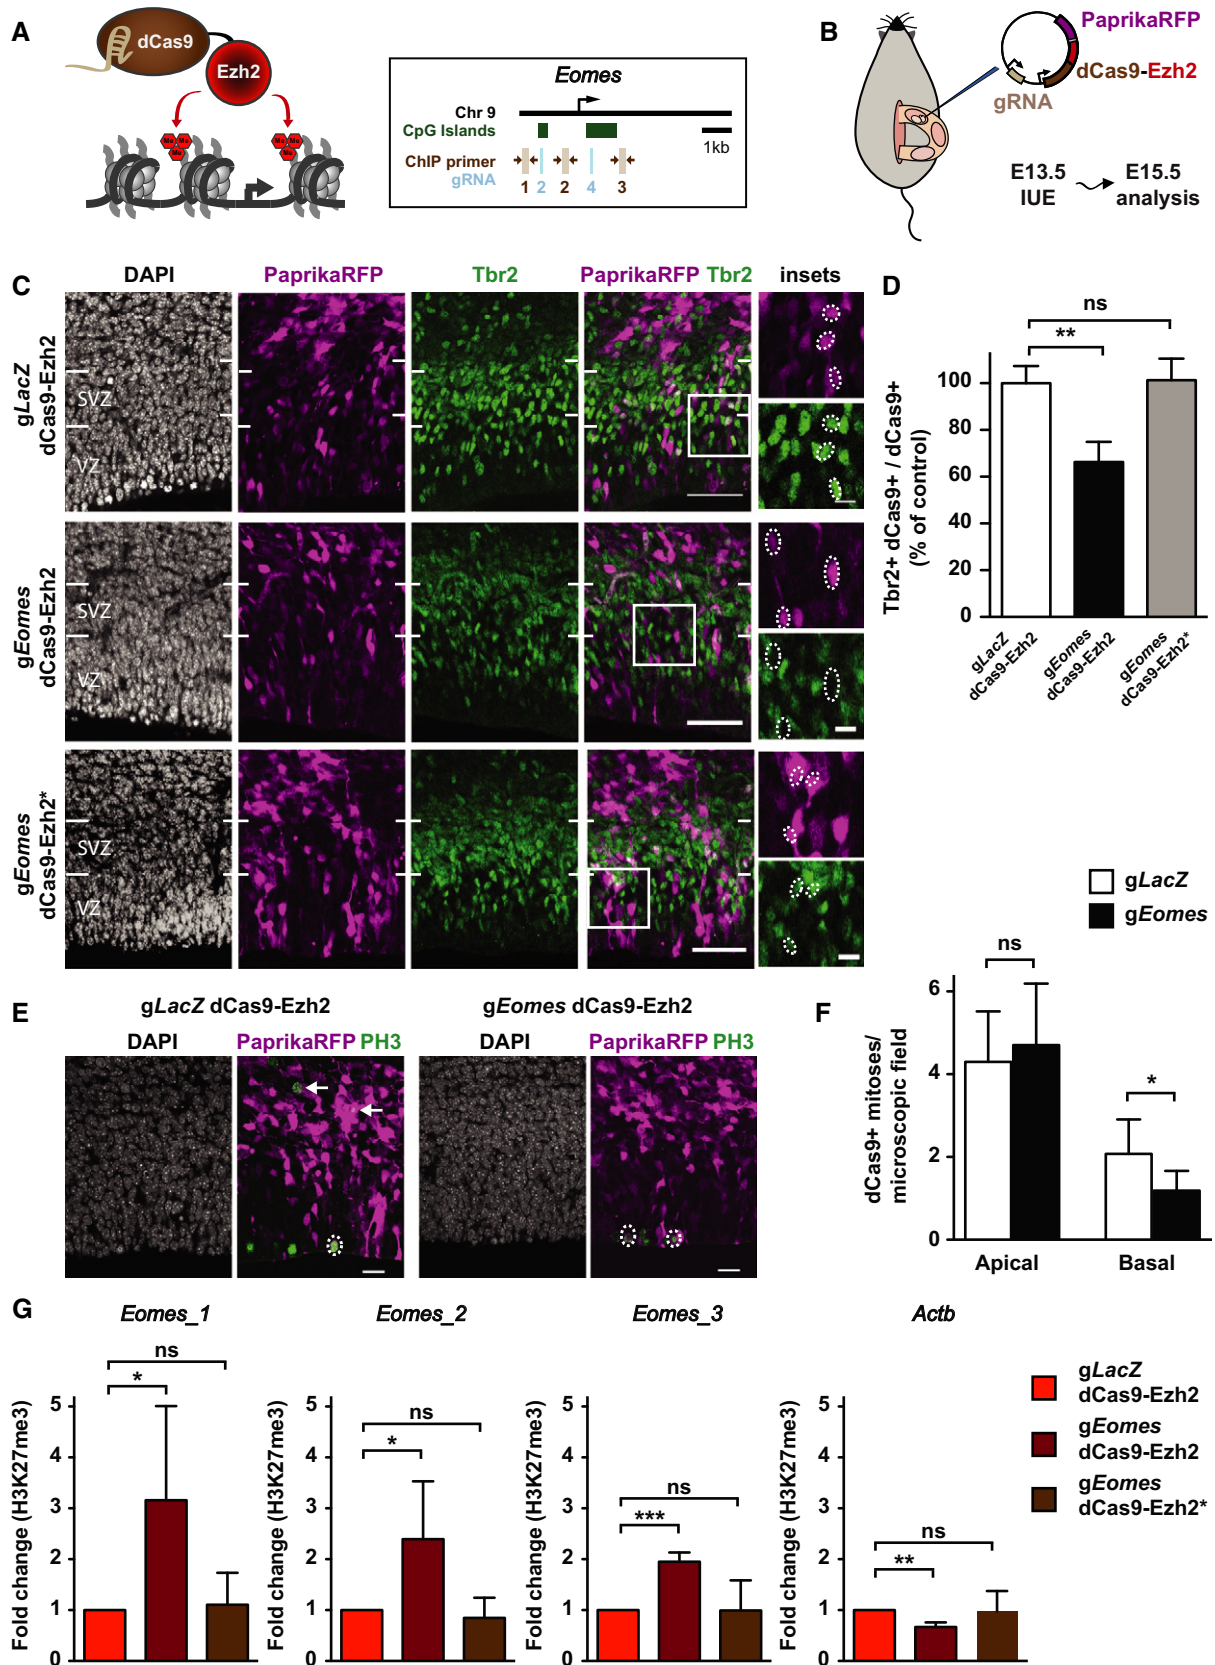 A
dCas9
Ezh2
Me Me Me
Me Me Me
Eomes
Chr 9
CpG Islands
1kb
ChIP primer
gRNA
1 2 2 4 3
B
PaprikaRFP
dCas9-Ezh2
gRNA
E13.5 IUE
E15.5 analysis
C
DAPI PaprikaRFP Tbr2 PaprikaRFP Tbr2 insets
gLacZ
dCas9-Ezh2
SVZ
VZ
gEomes
dCas9-Ezh2
SVZ
VZ
gEomes
dCas9-Ezh2*
SVZ
VZ
D
ns
**
Tbr2+ dCas9+ / dCas9+
(% of control)
100
80
60
40
20
0
gLacZ
dCas9-Ezh2
gEomes
dCas9-Ezh2
gEomes
dCas9-Ezh2*
E
gLacZ dCas9-Ezh2
gEomes dCas9-Ezh2
DAPI PaprikaRFP PH3 DAPI PaprikaRFP PH3
F
gLacZ
gEomes
ns
*
dCas9+ mitoses/
microscopic field
6
4
2
0
Apical Basal
G
Eomes_1
ns
*
Fold change (H3K27me3)
5
4
3
2
1
0
Eomes_2
ns
*
Fold change (H3K27me3)
5
4
3
2
1
0
Eomes_3
ns
***
Fold change (H3K27me3)
5
4
3
2
1
0
Actb
ns
**
Fold change (H3K27me3)
5
4
3
2
1
0
gLacZ
dCas9-Ezh2
gEomes
dCas9-Ezh2
gEomes
dCas9-Ezh2*